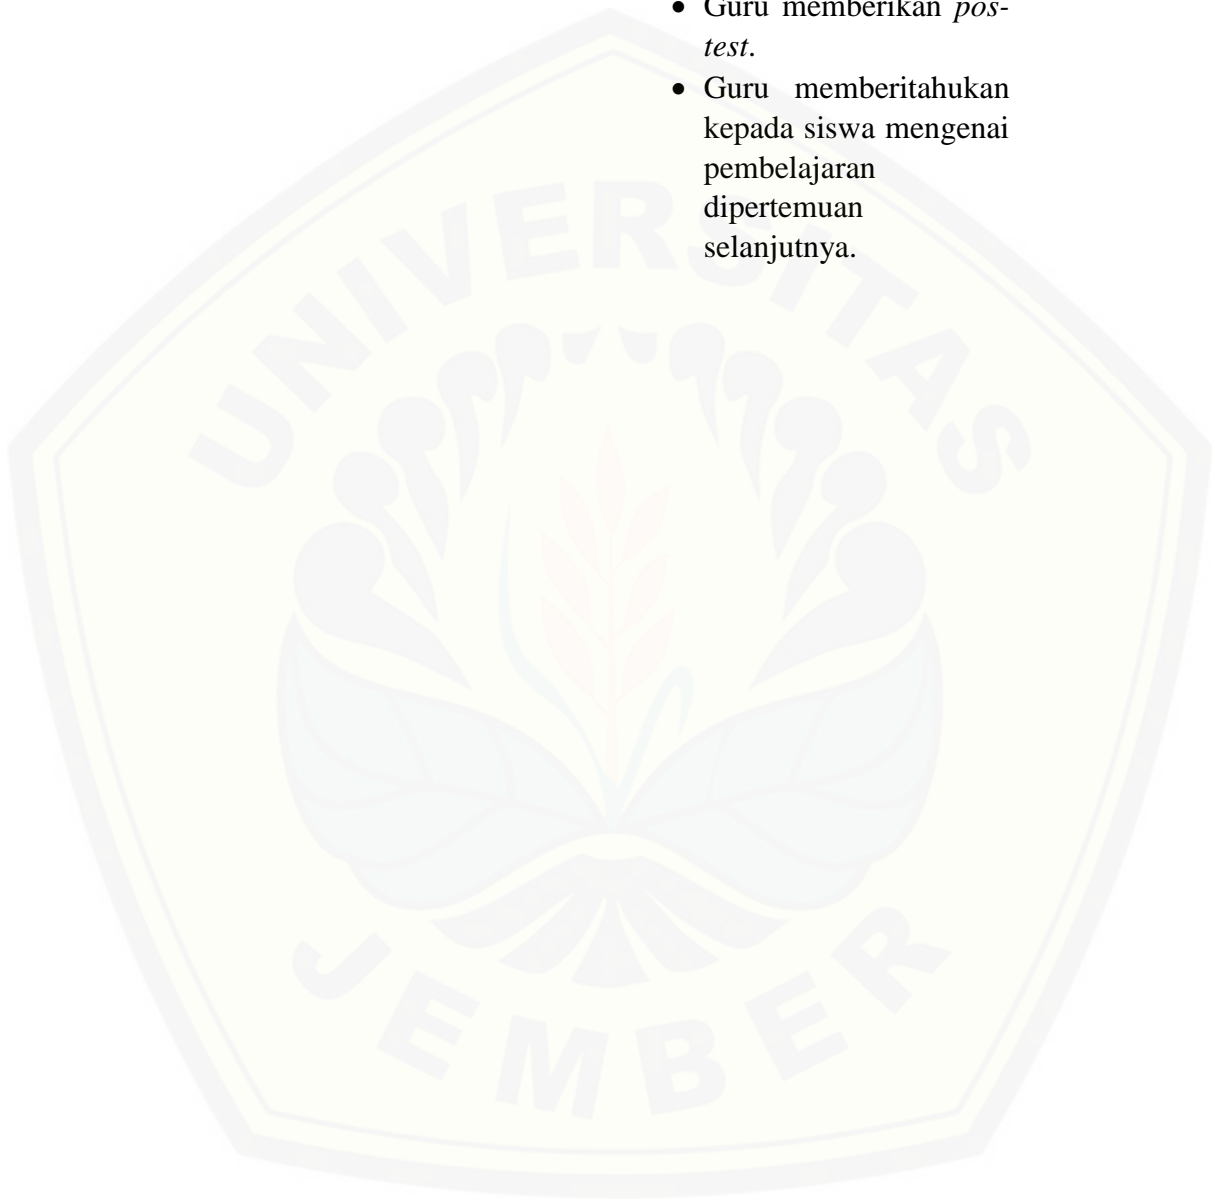 • Guru memberikan pos-
test.
• Guru memberitahukan
kepada siswa mengenai
pembelajaran
dipertemuan
selanjutnya.
UNIVERSITAS
JEMBER